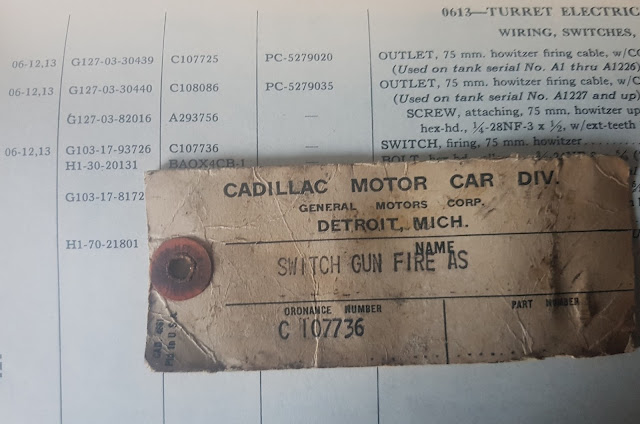 0613—TURRET ELECTRIC
WIRING, SWITCHES,
06-12,13 G127-03-30439 C107725 PC-5279020 OUTLET, 75 mm. howitzer firing cable, w/CO
(Used on tank serial No. A1 thru A1226)
06-12,13 G127-03-30440 C108086 PC-5279035 OUTLET, 75 mm. howitzer firing cable, w/C
(Used on tank serial No. A1227 and up)
G127-03-82016 A293756 — SCREW, attaching, 75 mm. howitzer up
hex-hd., ¼-28NF-3 x ½, w/ext-teeth
06-12,13 G103-17-93726 C107736 — SWITCH, firing, 75 mm. howitzer
H1-30-20131 BAOX4CB-1 — BOLT
G103-17-8172
H1-70-21801
CADILLAC MOTOR CAR DIV.
GENERAL MOTORS CORP.
DETROIT, MICH.
NAME
SWITCH GUN FIRE AS
ORDNANCE NUMBER PART NUMBER
C 107736